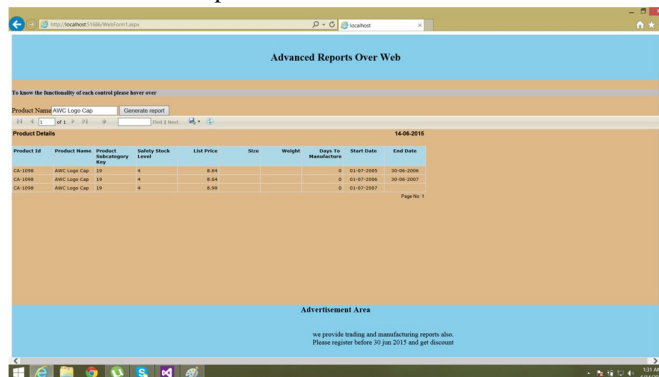 http://localhost:51686/WebForm1.aspx
localhost
Advanced Reports Over Web
To know the functionality of each control please hover over
Product Name AWC Logo Cap Generate report
1 of 1 Find | Next
Product Details 14-06-2015
Product Id Product Name Product Subcategory Key Safety Stock Level List Price Size Weight Days To Manufacture Start Date End Date
CA-1098 AWC Logo Cap 19 4 8.64 0 01-07-2005 30-06-2006
CA-1098 AWC Logo Cap 19 4 8.64 0 01-07-2006 30-06-2007
CA-1098 AWC Logo Cap 19 4 8.99 0 01-07-2007
Page No: 1
Advertisement Area
we provide trading and manufacturing reports also.
Please register before 30 jun 2015 and get discount
1:31 AM